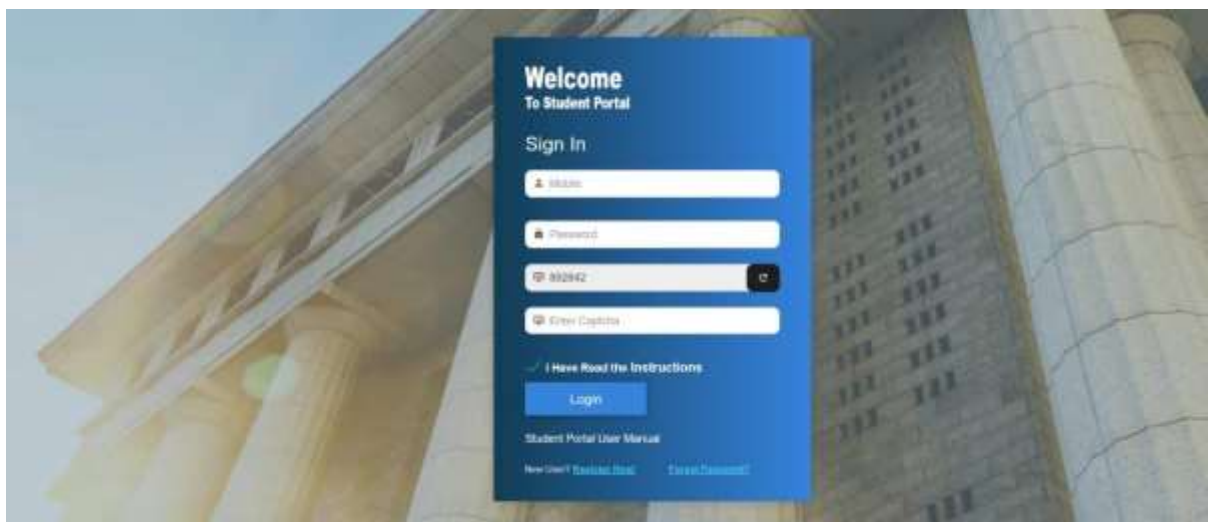 Welcome
To Student Portal
Sign In
Mobile
Password
892842
Enter Captcha
I Have Read the Instructions
Login
Student Portal User Manual
New User? Register Here! Forgot Password?